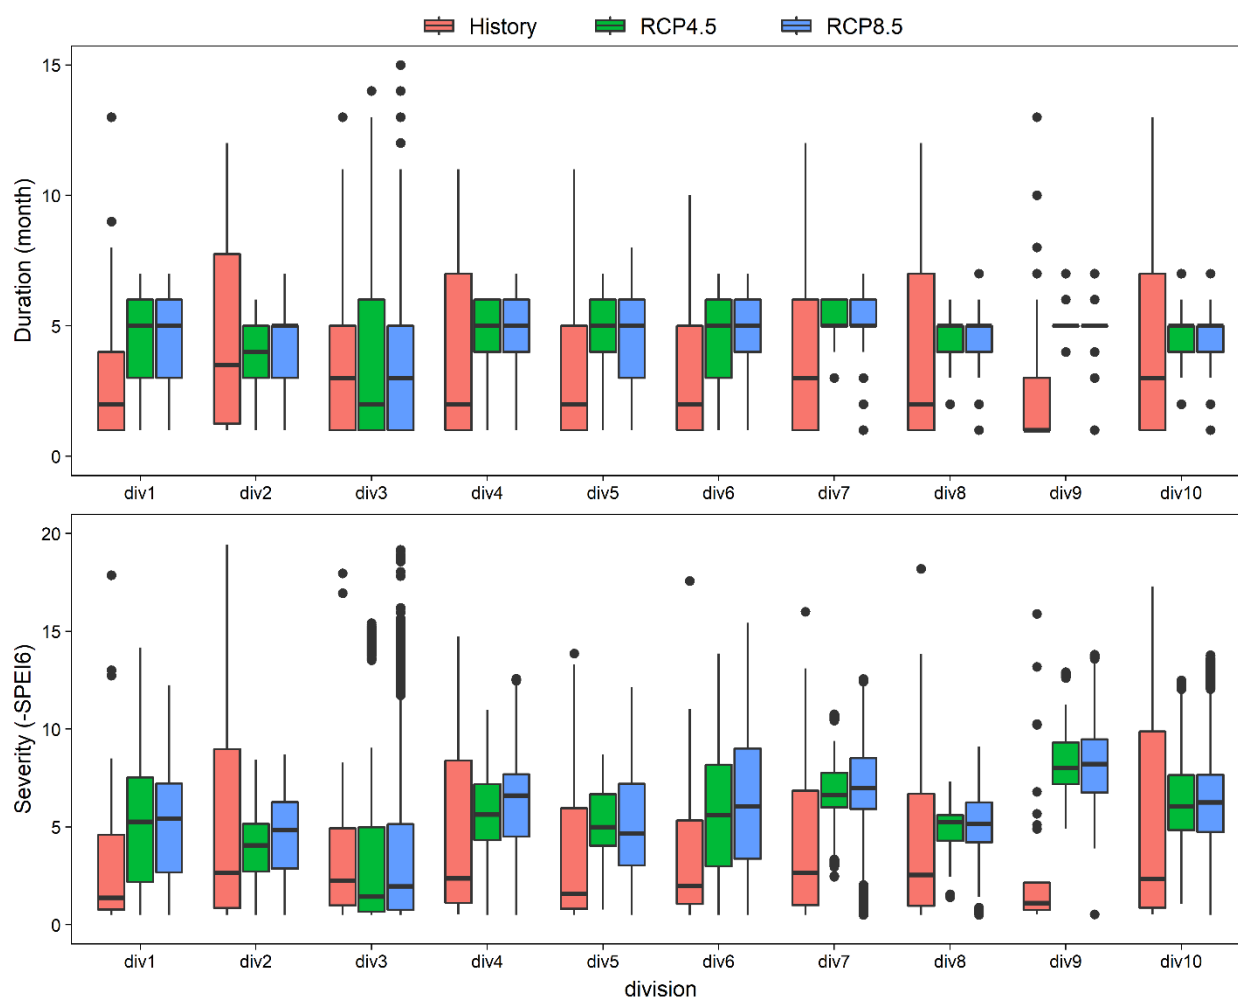 History RCP4.5 RCP8.5
Duration (month)
15
10
5
0
div1 div2 div3 div4 div5 div6 div7 div8 div9 div10
Severity (-SPEI6)
20
15
10
5
0
div1 div2 div3 div4 div5 div6 div7 div8 div9 div10
division